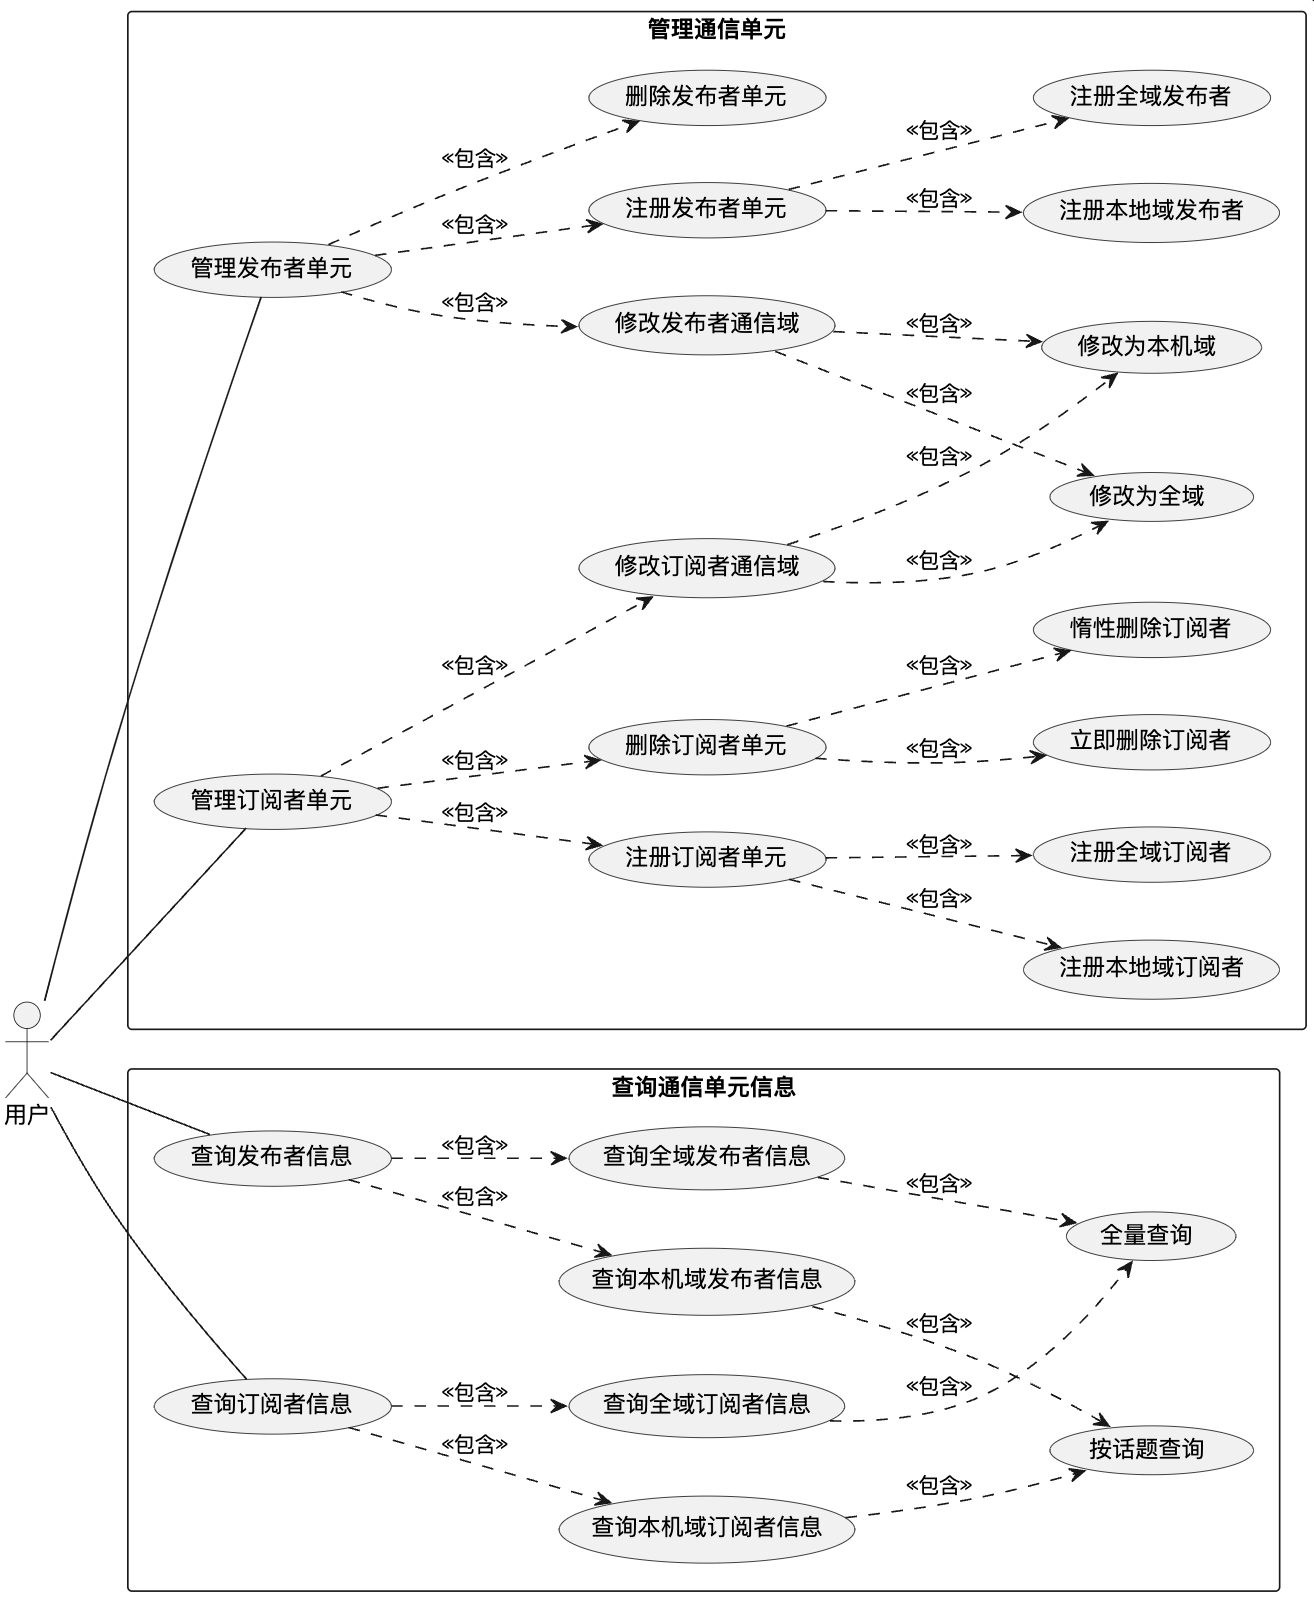 管理通信单元
删除发布者单元
注册全域发布者
《包含》
《包含》
注册发布者单元
注册本地域发布者
《包含》
《包含》
管理发布者单元
《包含》
修改发布者通信域
《包含》
修改为本机域
《包含》
《包含》
修改为全域
《包含》
修改订阅者通信域
惰性删除订阅者
《包含》
《包含》
删除订阅者单元
立即删除订阅者
《包含》
《包含》
管理订阅者单元
《包含》
注册订阅者单元
《包含》
注册全域订阅者
《包含》
注册本地域订阅者
用户
查询通信单元信息
查询发布者信息
《包含》
查询全域发布者信息
《包含》
《包含》
全量查询
查询本机域发布者信息
《包含》
查询订阅者信息
《包含》
查询全域订阅者信息
《包含》
《包含》
按话题查询
《包含》
查询本机域订阅者信息